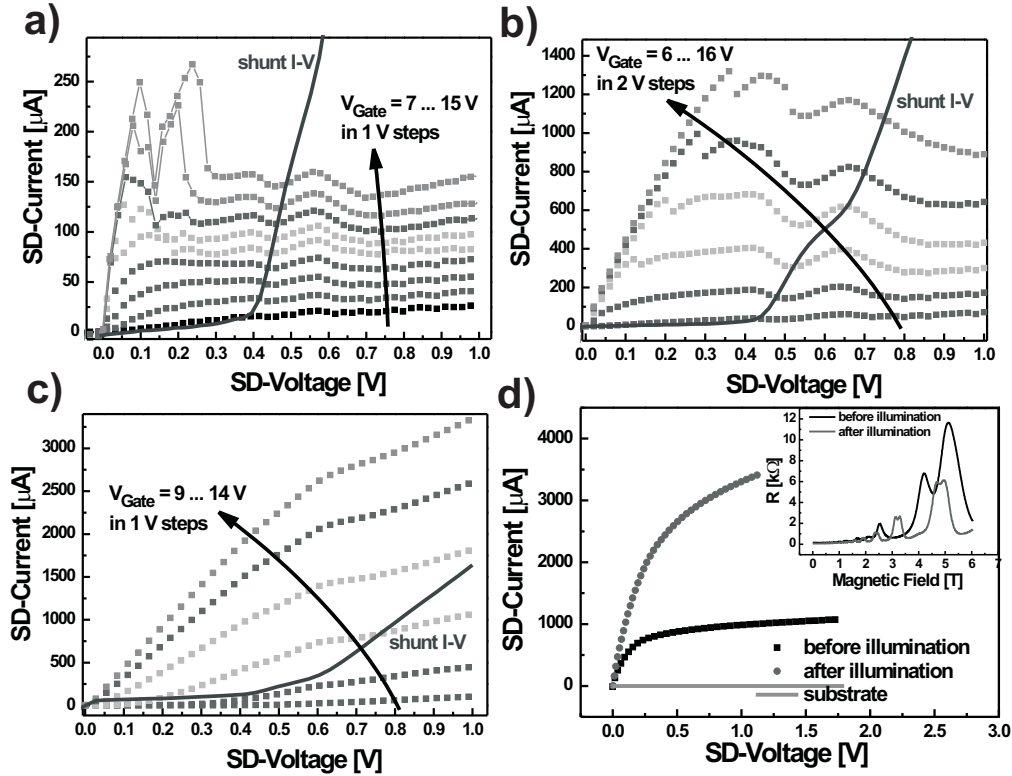 a)
SD-Current [μA]
250
200
150
100
50
0
shunt I-V
V_Gate = 7 ... 15 V
in 1 V steps
0.0 0.1 0.2 0.3 0.4 0.5 0.6 0.7 0.8 0.9 1.0
SD-Voltage [V]
b)
SD-Current [μA]
1400
1200
1000
800
600
400
200
0
V_Gate = 6 ... 16 V
in 2 V steps
shunt I-V
0.0 0.1 0.2 0.3 0.4 0.5 0.6 0.7 0.8 0.9 1.0
SD-Voltage [V]
c)
SD-Current [μA]
3000
2500
2000
1500
1000
500
0
V_Gate = 9 ... 14 V
in 1 V steps
shunt I-V
0.0 0.1 0.2 0.3 0.4 0.5 0.6 0.7 0.8 0.9 1.0
SD-Voltage [V]
d)
SD-Current [μA]
4000
3000
2000
1000
0
R [kΩ]
12
10
8
6
4
2
0
before illumination
after illumination
0 1 2 3 4 5 6 7
Magnetic Field [T]
before illumination
after illumination
substrate
0.0 0.5 1.0 1.5 2.0 2.5 3.0
SD-Voltage [V]